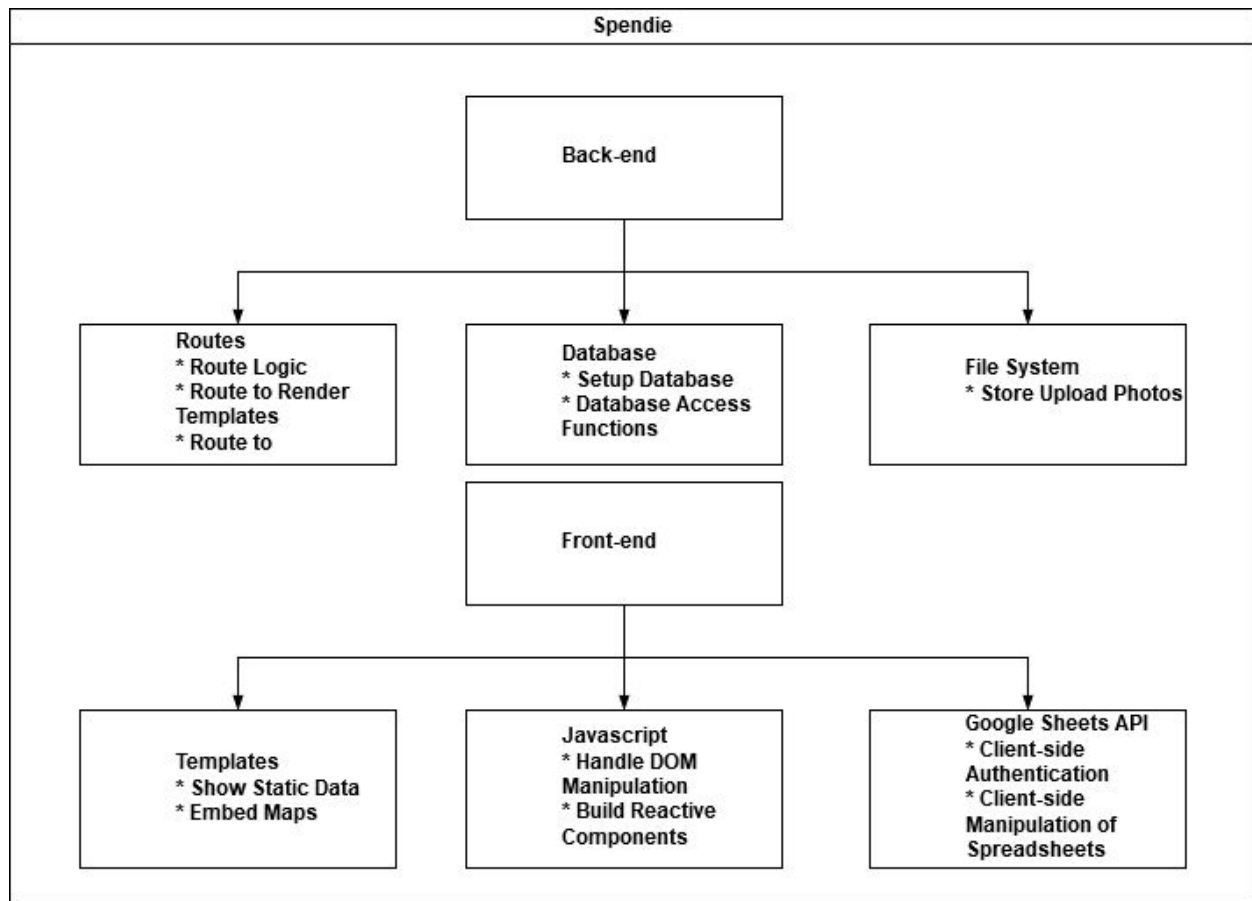 Spendie
Back-end
Routes
* Route Logic
* Route to Render
Templates
* Route to
Database
* Setup Database
* Database Access
Functions
File System
* Store Upload Photos
Front-end
Templates
* Show Static Data
* Embed Maps
Javascript
* Handle DOM
Manipulation
* Build Reactive
Components
Google Sheets API
* Client-side
Authentication
* Client-side
Manipulation of
Spreadsheets